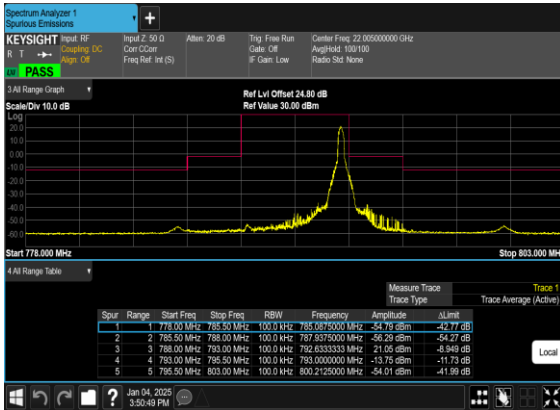 Spectrum Analyzer 1
Spurious Emissions
KEYSIGHT Input: RF Input Z: 50 Ω Atten: 20 dB Trig: Free Run Center Freq: 22.005000000 GHz
R T Coupling: DC Corr CCorr Gate: Off Avg|Hold: 100/100
Align: Off Freq Ref: Int (S) IF Gain: Low Radio Std: None
LW PASS
3 All Range Graph Ref Lvl Offset 24.80 dB
Scale/Div 10.0 dB Ref Value 30.00 dBm
Log
20.0
10.0
0.00
-10.0
-20.0
-30.0
-40.0
-50.0
-60.0
Start 778.000 MHz Stop 803.000 MH
4 All Range Table
Measure Trace Trace 1
Trace Type Trace Average (Active)
Spur Range Start Freq Stop Freq RBW Frequency Amplitude ΔLimit
1 1 778.00 MHz 785.50 MHz 100.0 kHz 785.0875000 MHz -54.79 dBm -42.77 dB
2 2 785.50 MHz 788.00 MHz 100.0 kHz 787.9375000 MHz -56.29 dBm -54.27 dB
3 3 788.00 MHz 793.00 MHz 100.0 kHz 792.6333333 MHz 21.05 dBm -8.949 dB
4 4 793.00 MHz 795.50 MHz 100.0 kHz 793.0000000 MHz -13.75 dBm -11.73 dB
5 5 795.50 MHz 803.00 MHz 100.0 kHz 800.2125000 MHz -54.01 dBm -41.99 dB
Local
Jan 04, 2025
3:50:49 PM